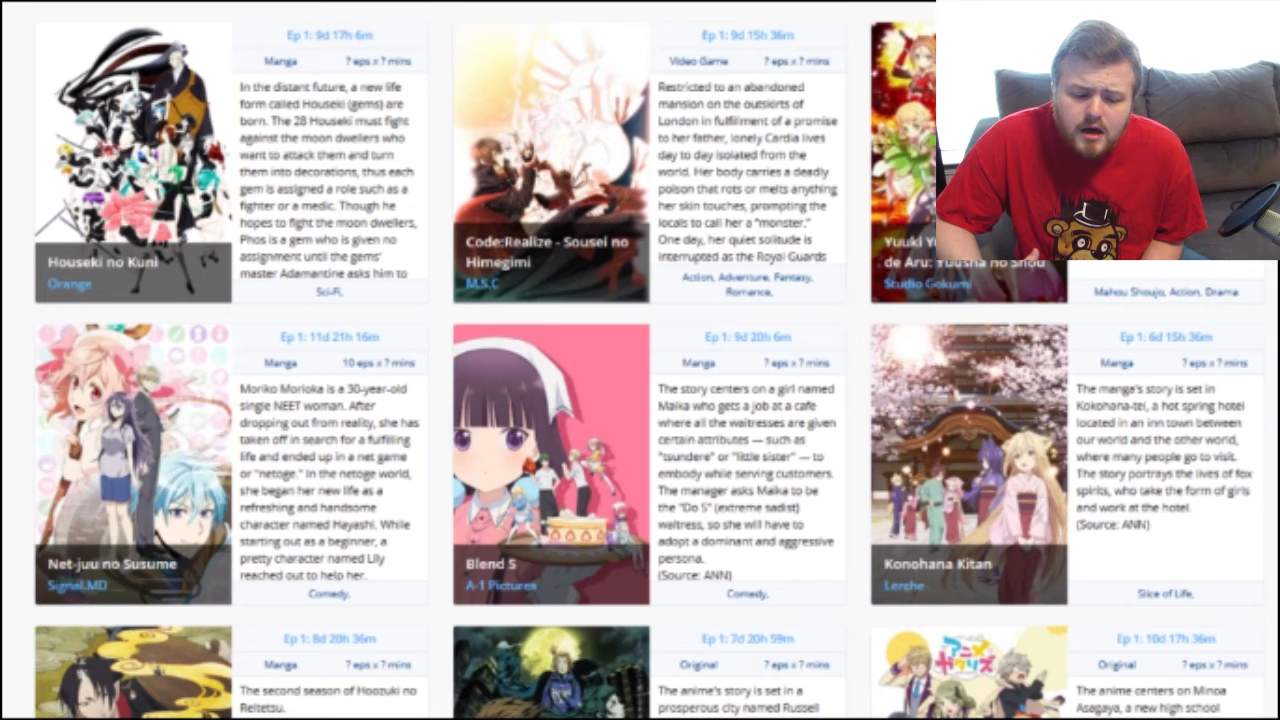 Ep 1: 9d 17h 6m
Manga ? eps x ? mins
In the distant future, a new life
form called Houseki (gems) are
born. The 28 Houseki must fight
against the moon dwellers who
want to attack them and turn
them into decorations, thus each
gem is assigned a role such as a
fighter or a medic. Though he
hopes to fight the moon dwellers,
Phos is a gem who is given no
assignment until the gems'
master Adamantine asks him to
Sci-Fi,
Houseki no Kuni
Orange
Ep 1: 9d 15h 36m
Video Game ? eps x ? mins
Restricted to an abandoned
mansion on the outskirts of
London in fulfillment of a promise
to her father, lonely Cardia lives
day to day isolated from the
world. Her body carries a deadly
poison that rots or melts anything
her skin touches, prompting the
locals to call her a "monster."
One day, her quiet solitude is
interrupted as the Royal Guards
Action, Adventure, Fantasy,
Romance,
Code:Realize - Sousei no
Himegimi
M.S.C
Yuuki Y
de Aru: Yuusha no Shou
Studio Gokumi
Mahou Shoujo, Action, Drama
Ep 1: 11d 21h 16m
Manga 10 eps x ? mins
Moriko Morioka is a 30-year-old
single NEET woman. After
dropping out from reality, she has
taken off in search for a fulfilling
life and ended up in a net game
or "netoge." In the netoge world,
she began her new life as a
refreshing and handsome
character named Hayashi. While
starting out as a beginner, a
pretty character named Lily
reached out to help her.
Comedy,
Net-juu no Susume
Signal.MD
Ep 1: 9d 20h 6m
Manga ? eps x ? mins
The story centers on a girl named
Maika who gets a job at a cafe
where all the waitresses are given
certain attributes — such as
"tsundere" or "little sister" — to
embody while serving customers.
The manager asks Maika to be
the "Do S" (extreme sadist)
waitress, so she will have to
adopt a dominant and aggressive
persona.
(Source: ANN)
Comedy,
Blend S
A-1 Pictures
Ep 1: 6d 15h 36m
Manga ? eps x ? mins
The manga's story is set in
Kokohana-tei, a hot spring hotel
located in an inn town between
our world and the other world,
where many people go to visit.
The story portrays the lives of fox
spirits, who take the form of girls
and work at the hotel.
(Source: ANN)
Slice of Life,
Konohana Kitan
Lerche
Ep 1: 8d 20h 36m
Manga ? eps x ? mins
The second season of Hoozuki no
Reitetsu.
Ep 1: 7d 20h 59m
Original ? eps x ? mins
The anime's story is set in a
prosperous city named Russell
アニメ
ガタリズ
Ep 1: 10d 17h 36m
Original ? eps x ? mins
The anime centers on Minoa
Asagaya, a new high school